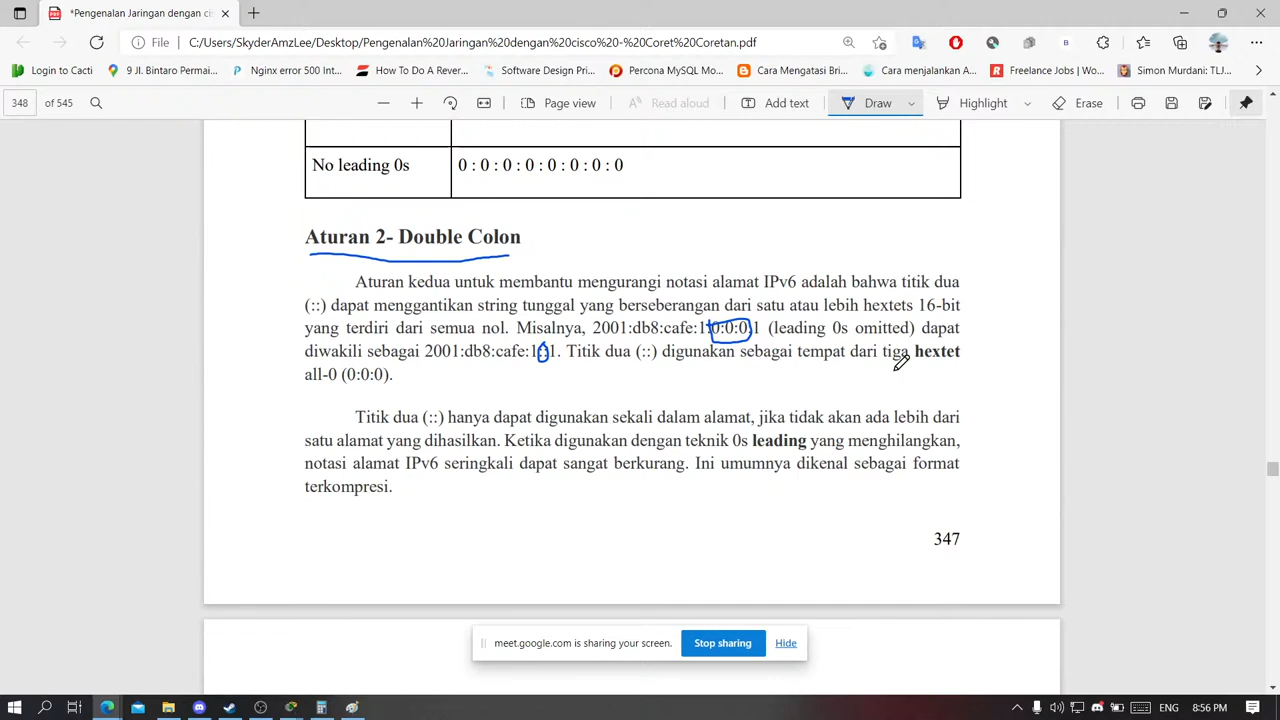 *Pengenalan Jaringan dengan cis
File
C:/Users/SkyderAmzLee/Desktop/Pengenalan%20Jaringan%20dengan%20cisco%20-%20Coret%20Coretan.pdf
Login to Cacti
9 Jl. Bintaro Permai...
Nginx error 500 Int...
How To Do A Rever...
Software Design Pri...
Percona MySQL Mo...
Cara Mengatasi Bri...
Cara menjalankan A...
Freelance Jobs | Wo...
Simon Murdani: TLJ...
348 of 545
Page view
Read aloud
Add text
Draw
Highlight
Erase
No leading 0s
0 : 0 : 0 : 0 : 0 : 0 : 0 : 0
Aturan 2- Double Colon
Aturan kedua untuk membantu mengurangi notasi alamat IPv6 adalah bahwa titik dua
(::) dapat menggantikan string tunggal yang berseberangan dari satu atau lebih hextets 16-bit
yang terdiri dari semua nol. Misalnya, 2001:db8:cafe:1:0:0:0:1 (leading 0s omitted) dapat
diwakili sebagai 2001:db8:cafe:1::1. Titik dua (::) digunakan sebagai tempat dari tiga hextet
all-0 (0:0:0).
Titik dua (::) hanya dapat digunakan sekali dalam alamat, jika tidak akan ada lebih dari
satu alamat yang dihasilkan. Ketika digunakan dengan teknik 0s leading yang menghilangkan,
notasi alamat IPv6 seringkali dapat sangat berkurang. Ini umumnya dikenal sebagai format
terkompresi.
347
meet.google.com is sharing your screen.
Stop sharing
Hide
ENG
8:56 PM